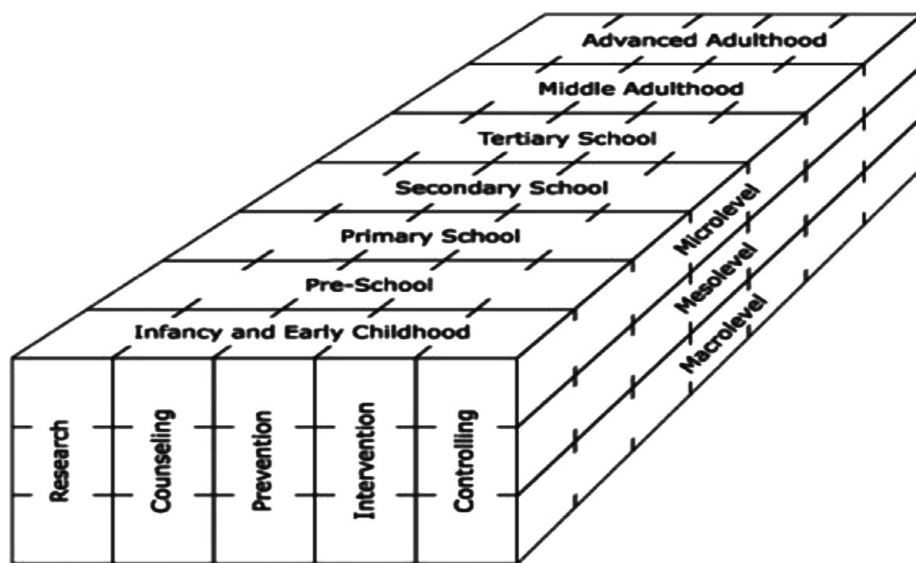 Advanced Adulthood
Middle Adulthood
Tertiary School
Secondary School
Primary School
Pre-School
Infancy and Early Childhood
Microlevel
Mesolevel
Macrolevel
Research
Counseling
Prevention
Intervention
Controlling